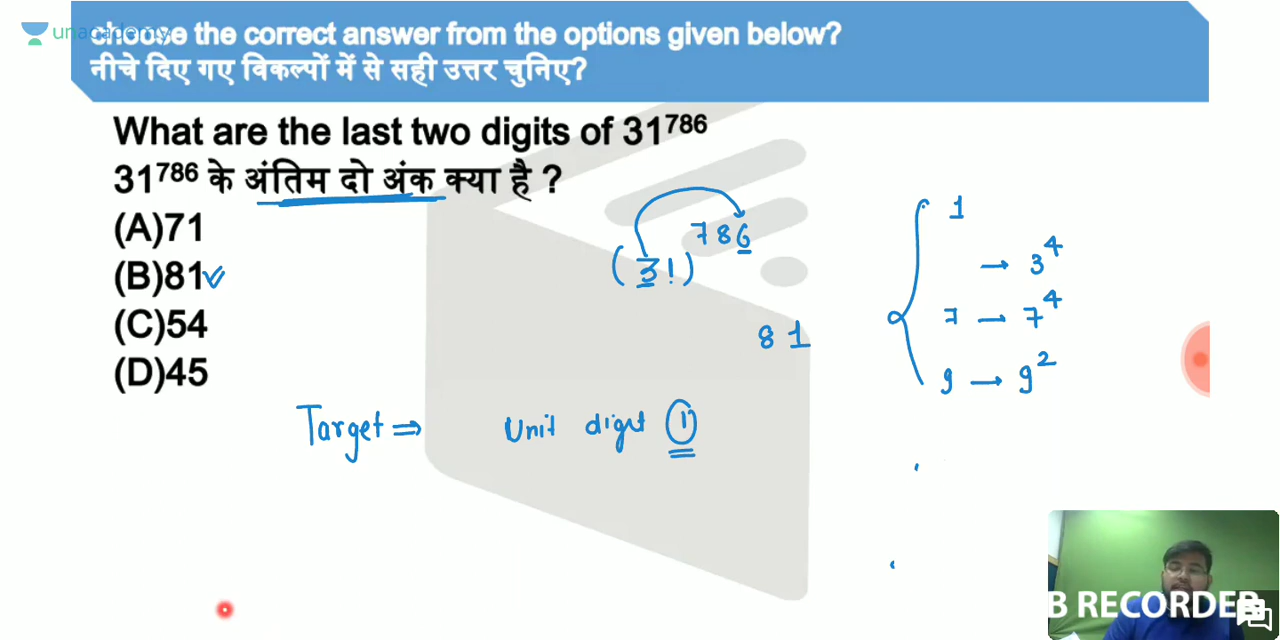 unacademy
choose the correct answer from the options given below?
नीचे दिए गए विकल्पों में से सही उत्तर चुनिए?
What are the last two digits of 31⁷⁸⁶
31⁷⁸⁶ के अंतिम दो अंक क्या है ?
(A)71
(B)81✓
(C)54
(D)45
(31)⁷⁸⁶
81
1
→ 3⁴
7 → 7⁴
9 → 9²
Target ⇒ Unit digit 1
B RECORDER